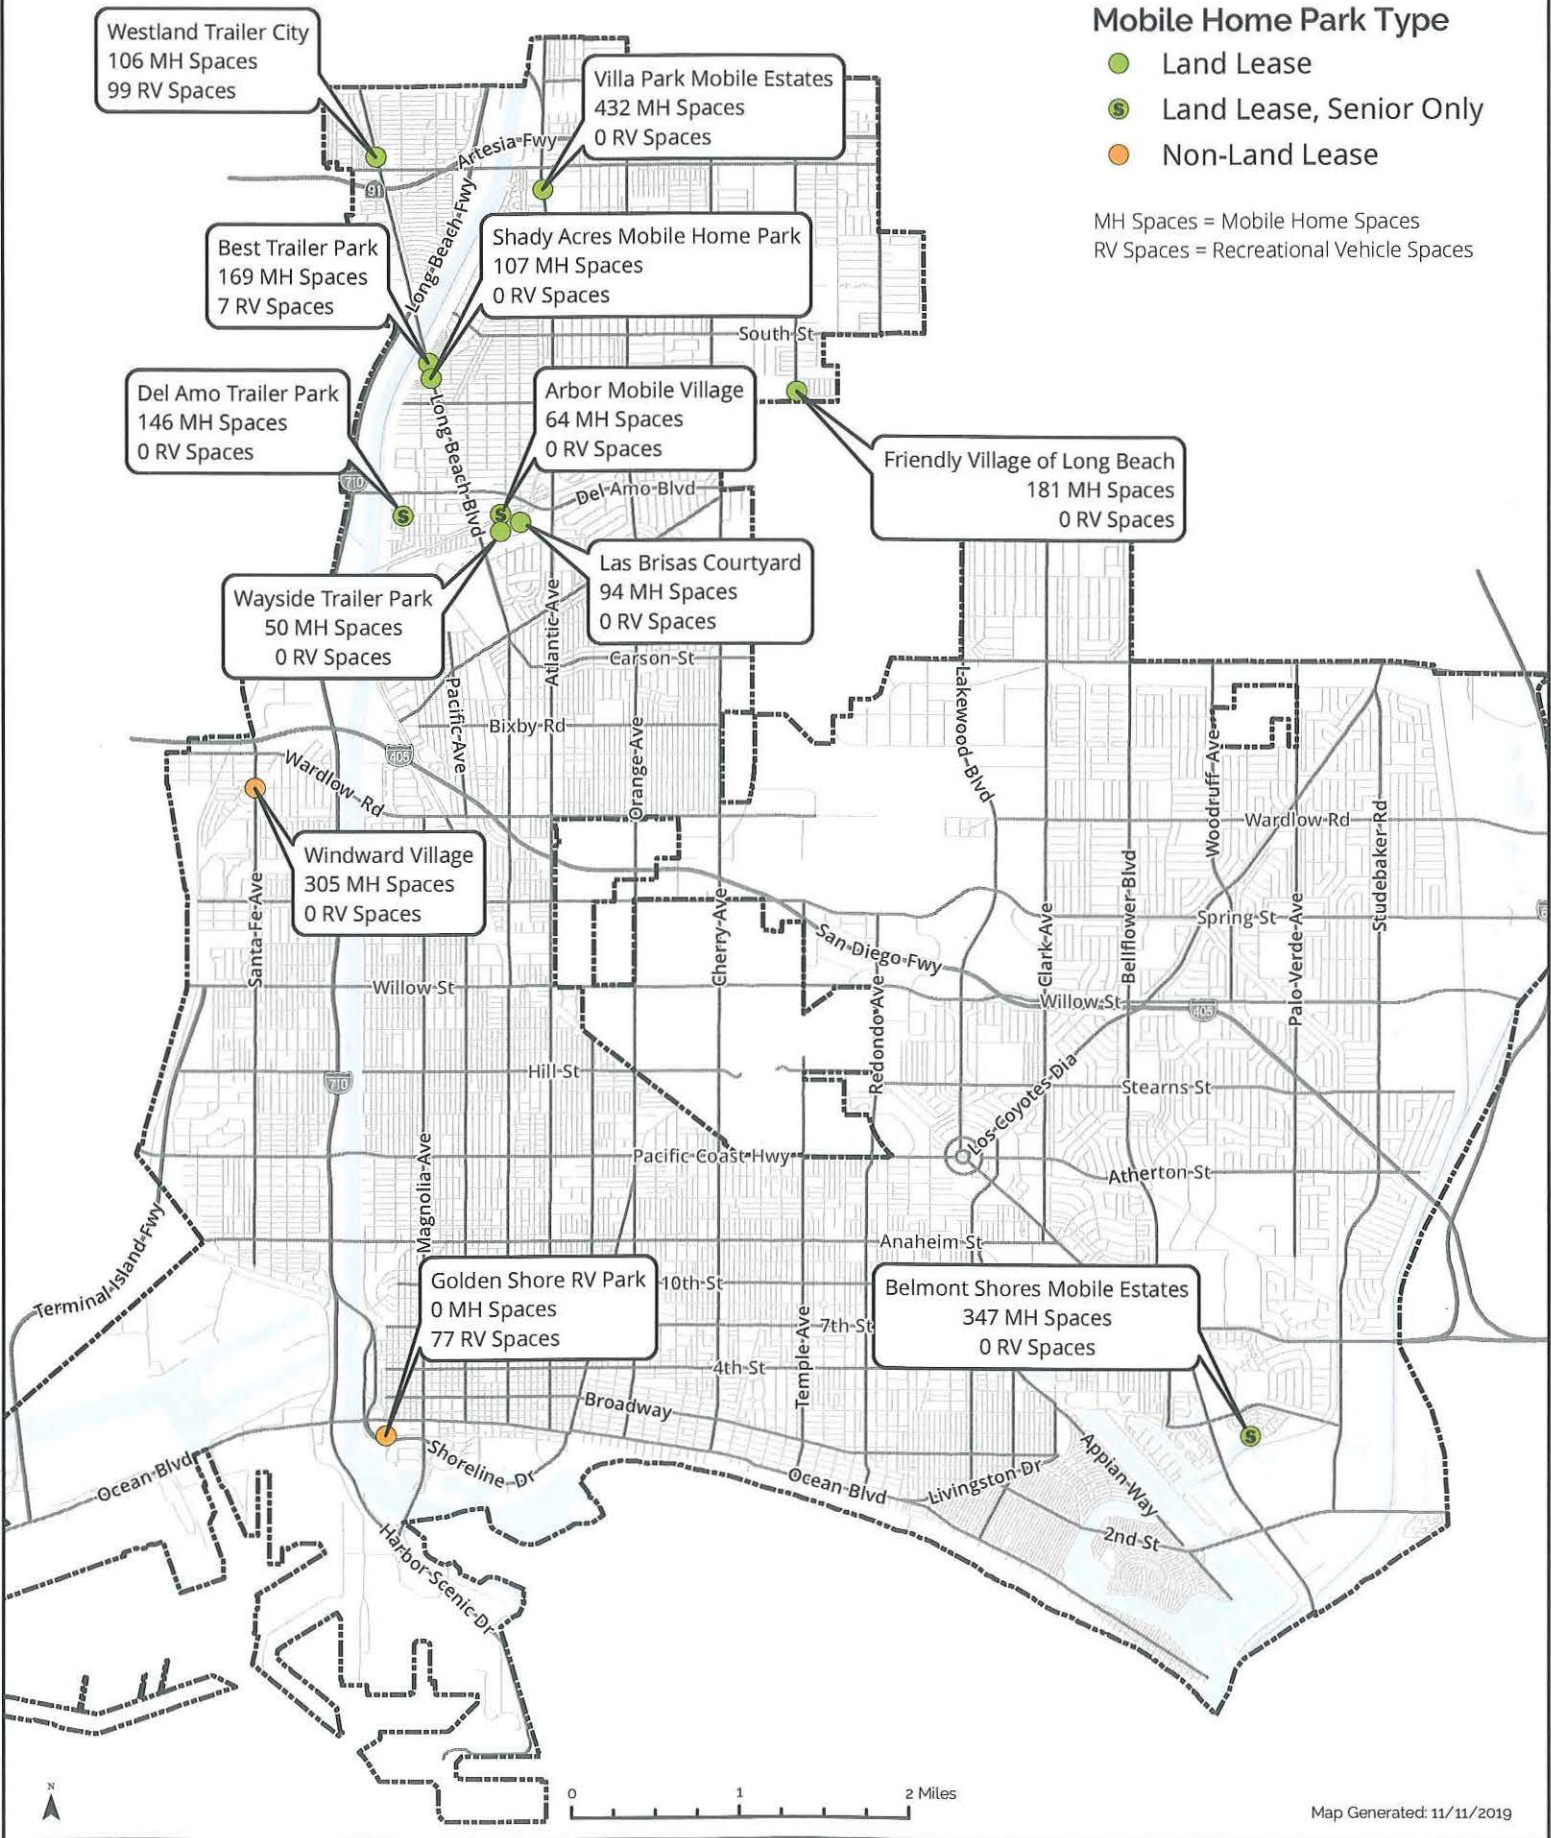 Mobile Home Park Type
Land Lease
S Land Lease, Senior Only
Non-Land Lease
MH Spaces = Mobile Home Spaces
RV Spaces = Recreational Vehicle Spaces
Westland Trailer City
106 MH Spaces
99 RV Spaces
Villa Park Mobile Estates
432 MH Spaces
0 RV Spaces
Artesia Fwy
91
Long Beach Fwy
Best Trailer Park
169 MH Spaces
7 RV Spaces
Shady Acres Mobile Home Park
107 MH Spaces
0 RV Spaces
South St
Del Amo Trailer Park
146 MH Spaces
0 RV Spaces
Arbor Mobile Village
64 MH Spaces
0 RV Spaces
Long Beach Blvd
Friendly Village of Long Beach
181 MH Spaces
0 RV Spaces
710
Del Amo Blvd
S
S
Las Brisas Courtyard
94 MH Spaces
0 RV Spaces
Wayside Trailer Park
50 MH Spaces
0 RV Spaces
Atlantic Ave
Carson St
Pacific Ave
Bixby Rd
Orange Ave
Lakewood Blvd
Woodruff Ave
405
Wardlow Rd
Wardlow Rd
Studebaker Rd
Windward Village
305 MH Spaces
0 RV Spaces
Santa Fe Ave
Cherry Ave
San Diego Fwy
Clark Ave
Bellflower Blvd
Spring St
Palo Verde Ave
Willow St
Willow St
405
Redondo Ave
710
Hill St
Los Coyotes Dia
Stearns St
Magnolia Ave
Pacific Coast Hwy
Atherton St
Terminal Island Fwy
Anaheim St
Golden Shore RV Park
0 MH Spaces
77 RV Spaces
10th St
Belmont Shores Mobile Estates
347 MH Spaces
0 RV Spaces
7th St
Temple Ave
4th St
Broadway
S
Shoreline Dr
Ocean Blvd
Ocean Blvd
Livingston Dr
Appian Way
2nd St
Harbor Scenic Dr
N
0 1 2 Miles
Map Generated: 11/11/2019